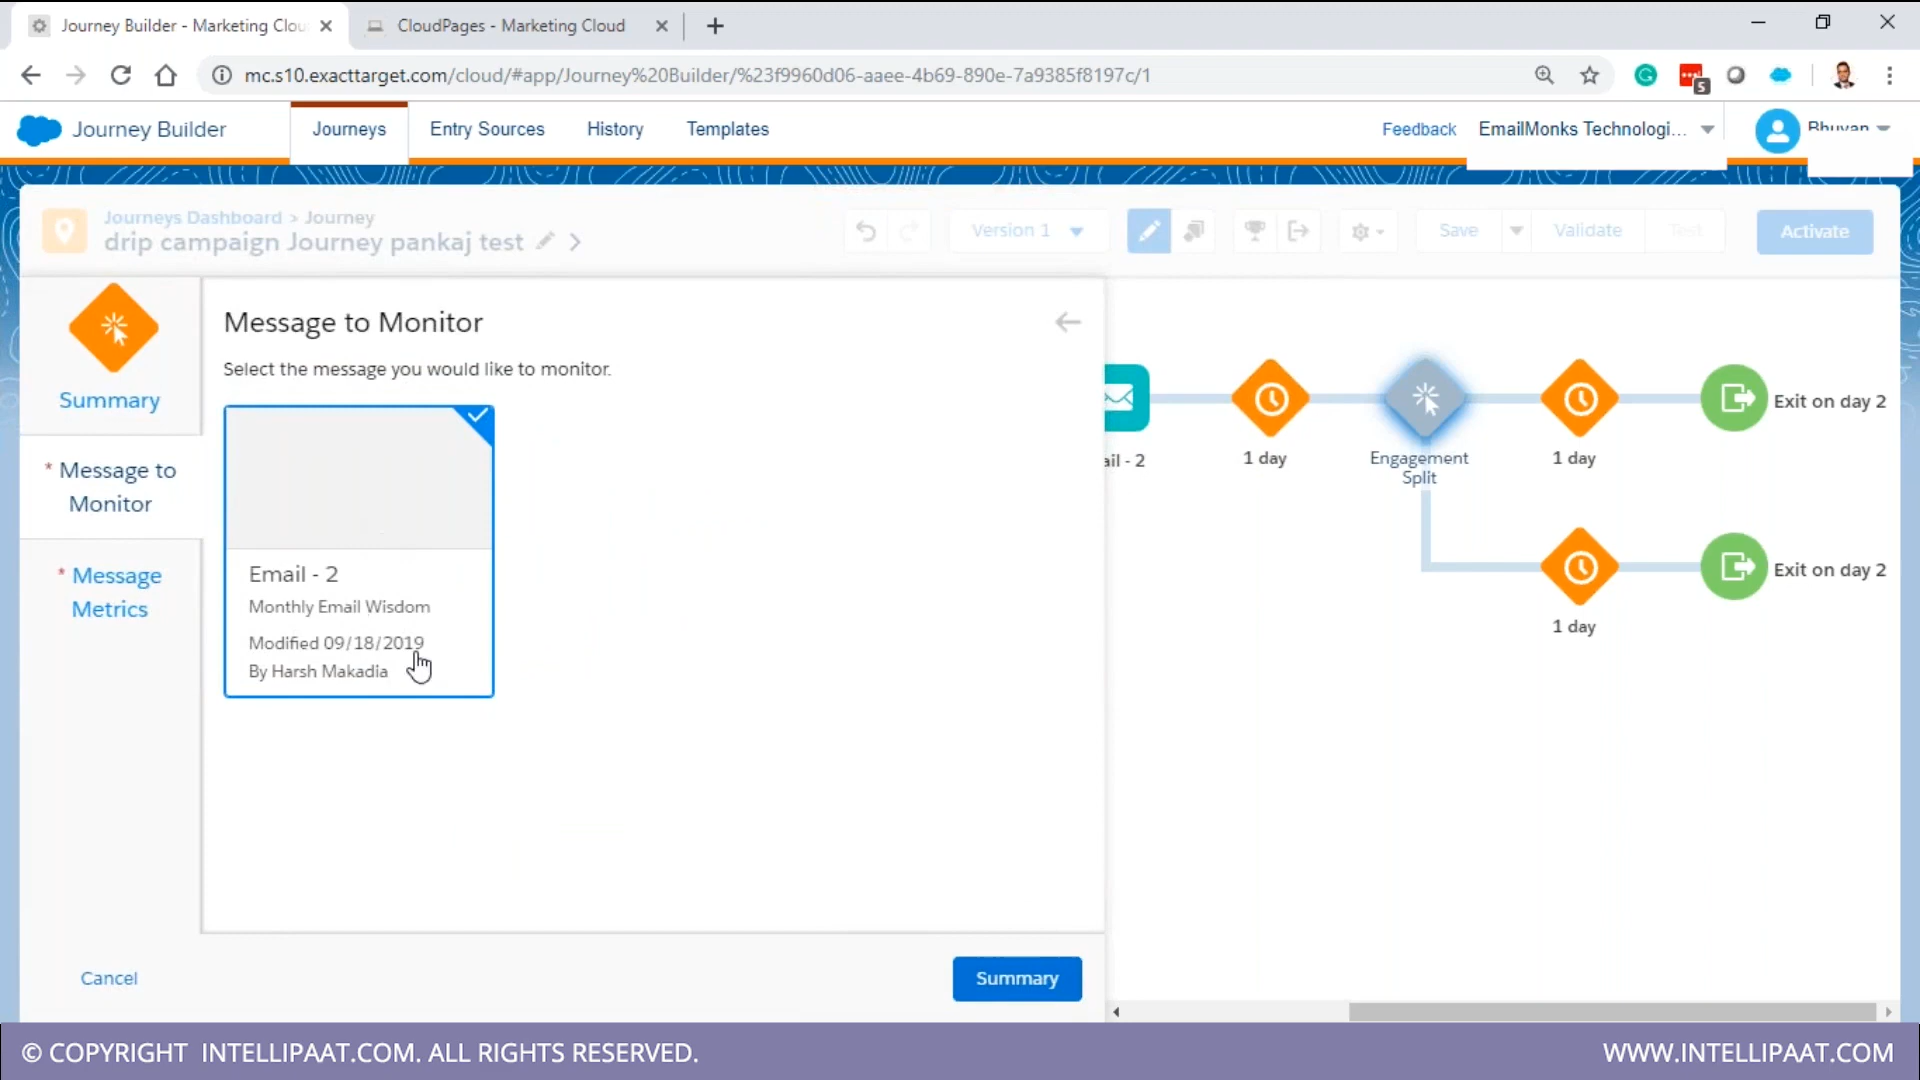 Journey Builder - Marketing Clou
CloudPages - Marketing Cloud
mc.s10.exacttarget.com/cloud/#app/Journey%20Builder/%23f9960d06-aaee-4b69-890e-7a9385f8197c/1
5
Journey Builder
Journeys
Entry Sources
History
Templates
Feedback
EmailMonks Technologi...
Bhuvan
Journeys Dashboard > Journey
drip campaign Journey pankaj test
Version 1
Save
Validate
Test
Activate
Summary
* Message to
Monitor
* Message
Metrics
Message to Monitor
Select the message you would like to monitor.
Email - 2
Monthly Email Wisdom
Modified 09/18/2019
By Harsh Makadia
ail - 2
1 day
Engagement
Split
1 day
Exit on day 2
1 day
Exit on day 2
Cancel
Summary
© COPYRIGHT INTELLIPAAT.COM. ALL RIGHTS RESERVED.
WWW.INTELLIPAAT.COM